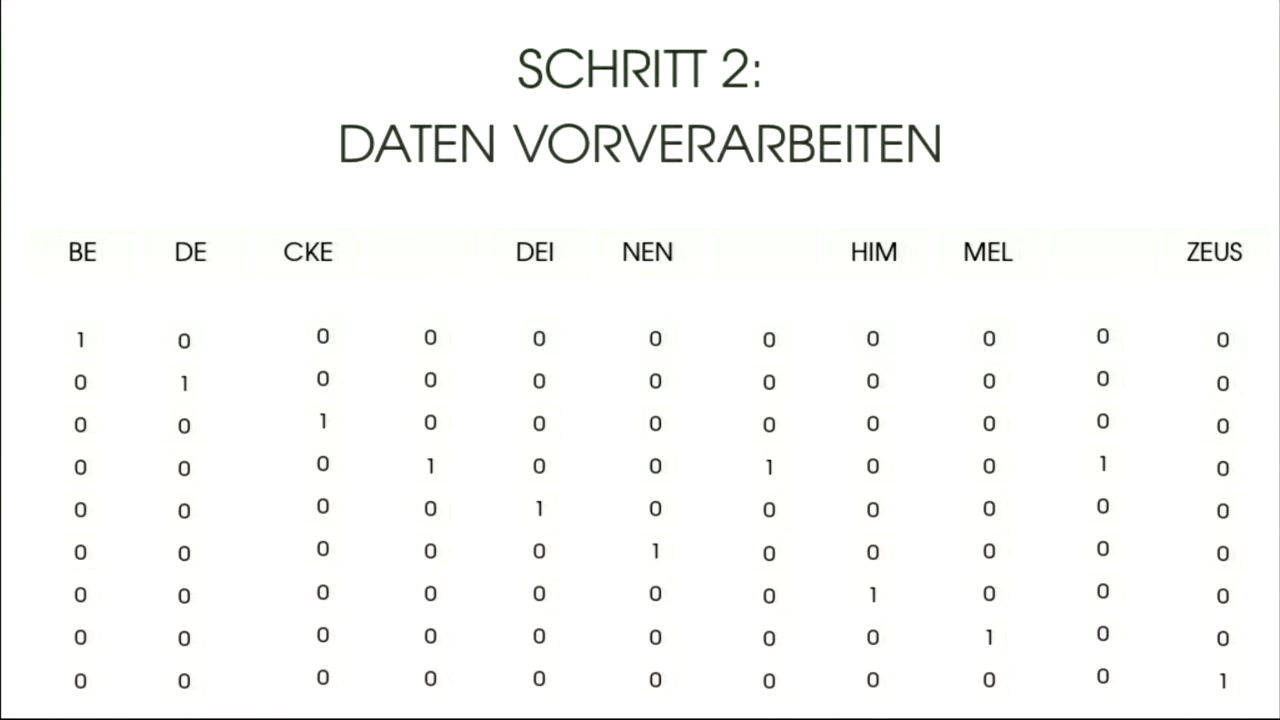 SCHRITT 2:
DATEN VORVERARBEITEN
BE DE CKE DEI NEN HIM MEL ZEUS
1 0 0 0 0 0 0 0 0 0 0
0 1 0 0 0 0 0 0 0 0 0
0 0 1 0 0 0 0 0 0 0 0
0 0 0 1 0 0 1 0 0 1 0
0 0 0 0 1 0 0 0 0 0 0
0 0 0 0 0 1 0 0 0 0 0
0 0 0 0 0 0 0 1 0 0 0
0 0 0 0 0 0 0 0 1 0 0
0 0 0 0 0 0 0 0 0 0 1